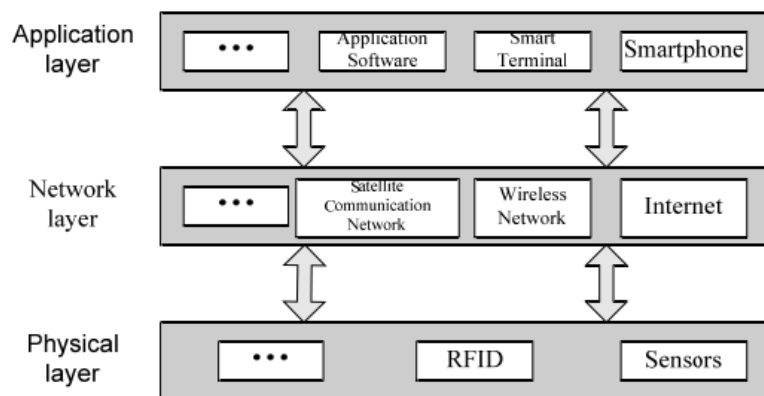 Application
layer
•••
Application
Software
Smart
Terminal
Smartphone
Network
layer
•••
Satellite
Communication
Network
Wireless
Network
Internet
Physical
layer
•••
RFID
Sensors